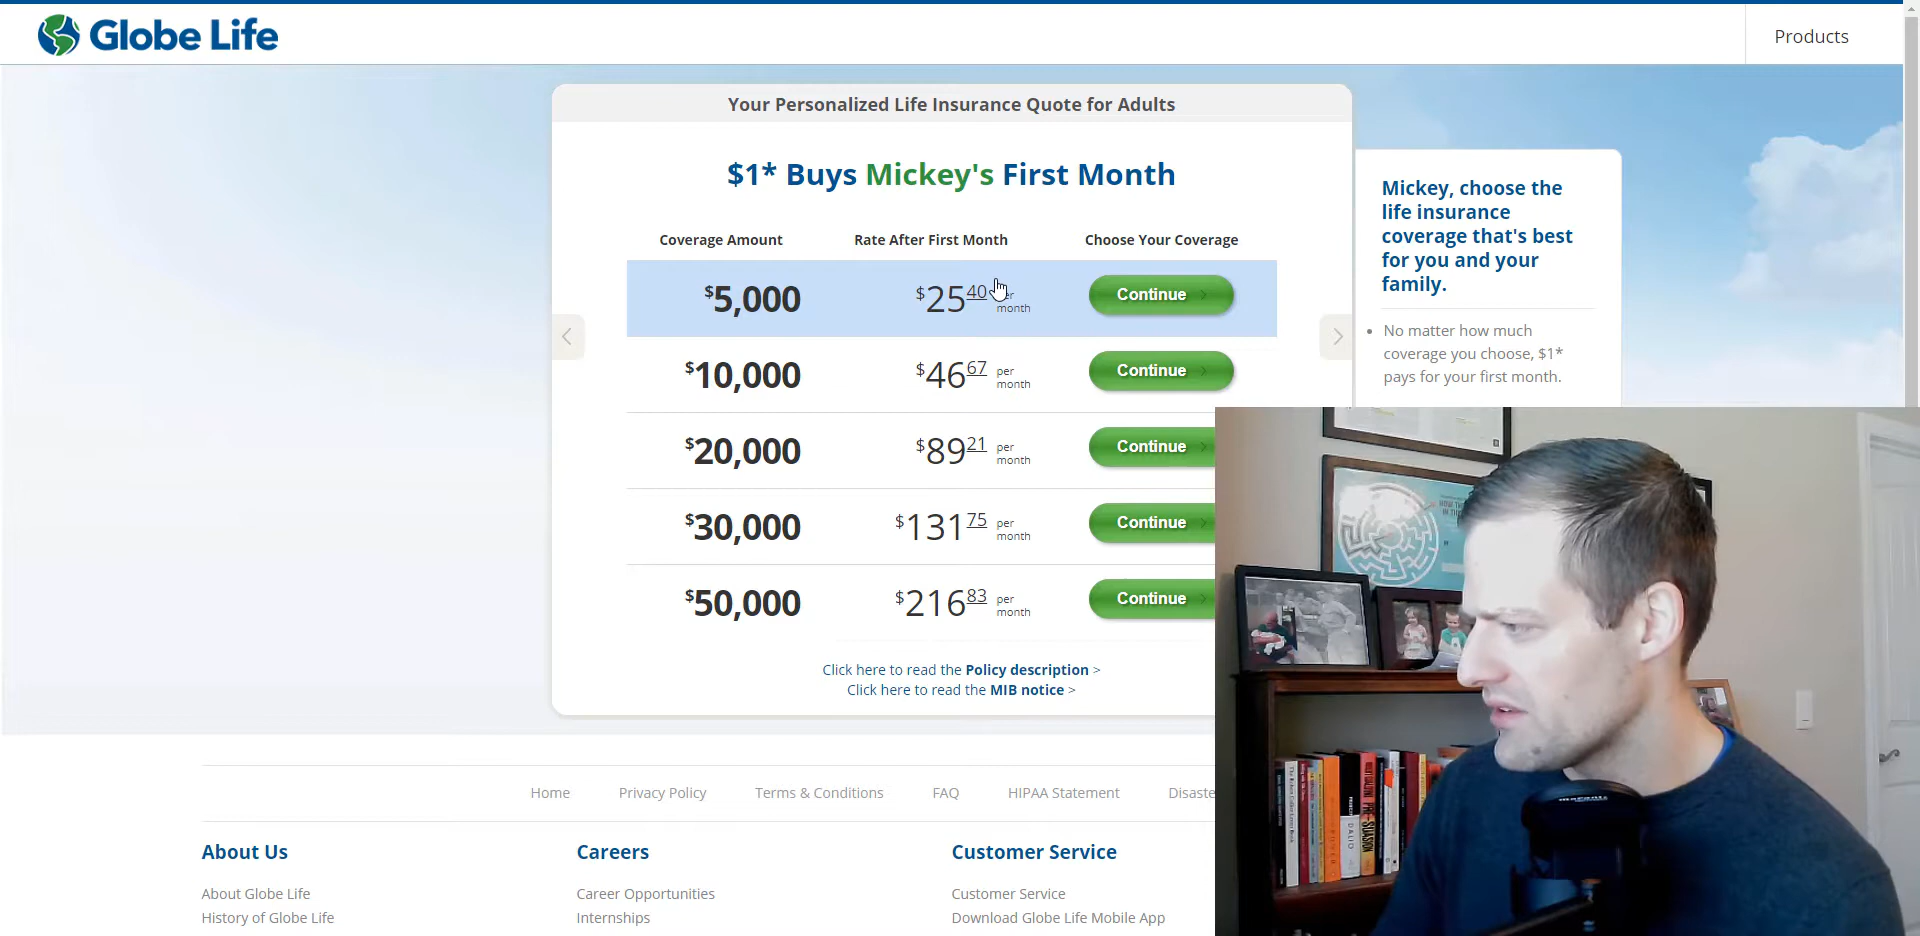 Globe Life
Products
Your Personalized Life Insurance Quote for Adults
$1* Buys Mickey's First Month
Coverage Amount Rate After First Month Choose Your Coverage
$5,000 $25 40 month Continue
$10,000 $46 67 per month Continue
$20,000 $89 21 per month Continue
$30,000 $131 75 per month Continue
$50,000 $216 83 per month Continue
Click here to read the Policy description >
Click here to read the MIB notice >
Mickey, choose the
life insurance
coverage that's best
for you and your
family.
• No matter how much
coverage you choose, $1*
pays for your first month.
Home Privacy Policy Terms & Conditions FAQ HIPAA Statement Disaste
About Us
About Globe Life
History of Globe Life
Careers
Career Opportunities
Internships
Customer Service
Customer Service
Download Globe Life Mobile App
DALIO
PRE-SUASION
marantz